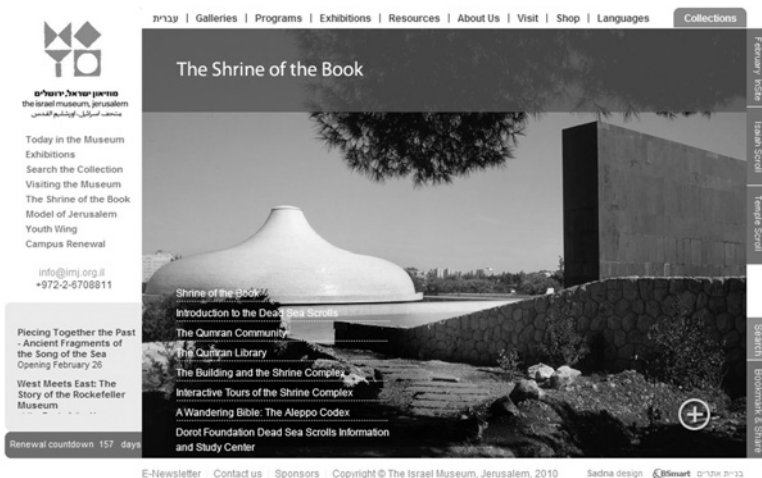 עברית | Galleries | Programs | Exhibitions | Resources | About Us | Visit | Shop | Languages
Collections
The Shrine of the Book
מוזיאון ישראל, ירושלים
the israel museum, jerusalem
متحف اسرائيل، اورشليم القدس
Today in the Museum
Exhibitions
Search the Collection
Visiting the Museum
The Shrine of the Book
Model of Jerusalem
Youth Wing
Campus Renewal
info@imj.org.il
+972-2-6708811
Piecing Together the Past
- Ancient Fragments of
the Song of the Sea
Opening February 26
West Meets East: The
Story of the Rockefeller
Museum
Renewal countdown 157 days
Shrine of the Book
Introduction to the Dead Sea Scrolls
The Qumran Community
The Qumran Library
The Building and the Shrine Complex
Interactive Tours of the Shrine Complex
A Wandering Bible: The Aleppo Codex
Dorot Foundation Dead Sea Scrolls Information
and Study Center
February InSite
Isaiah Scroll
Temple Scroll
Search
Bookmark & Share
E-Newsletter | Contact us | Sponsors | Copyright © The Israel Museum, Jerusalem, 2010
Sadna design
BSmart בניית אתרים